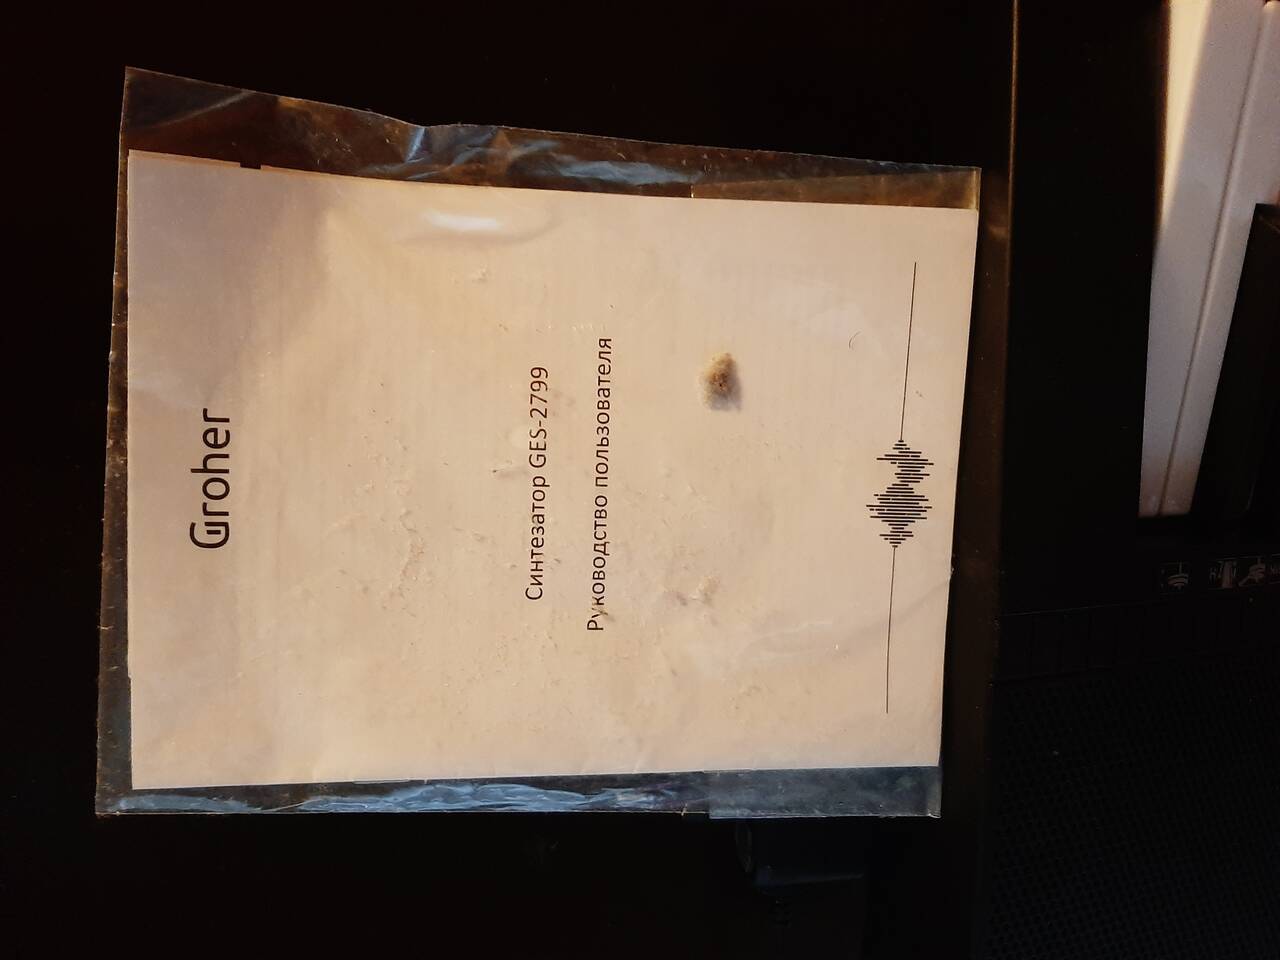 Groher
Синтезатор GES-2799
Руководство пользователя